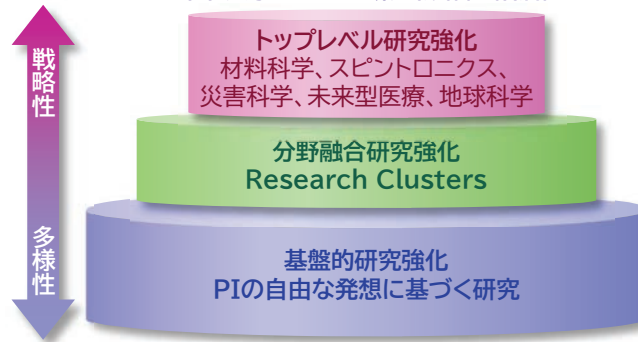 戦略性
多様性
トップレベル研究強化
材料科学、スピントロニクス、
災害科学、未来型医療、地球科学
分野融合研究強化
Research Clusters
基盤的研究強化
PIの自由な発想に基づく研究